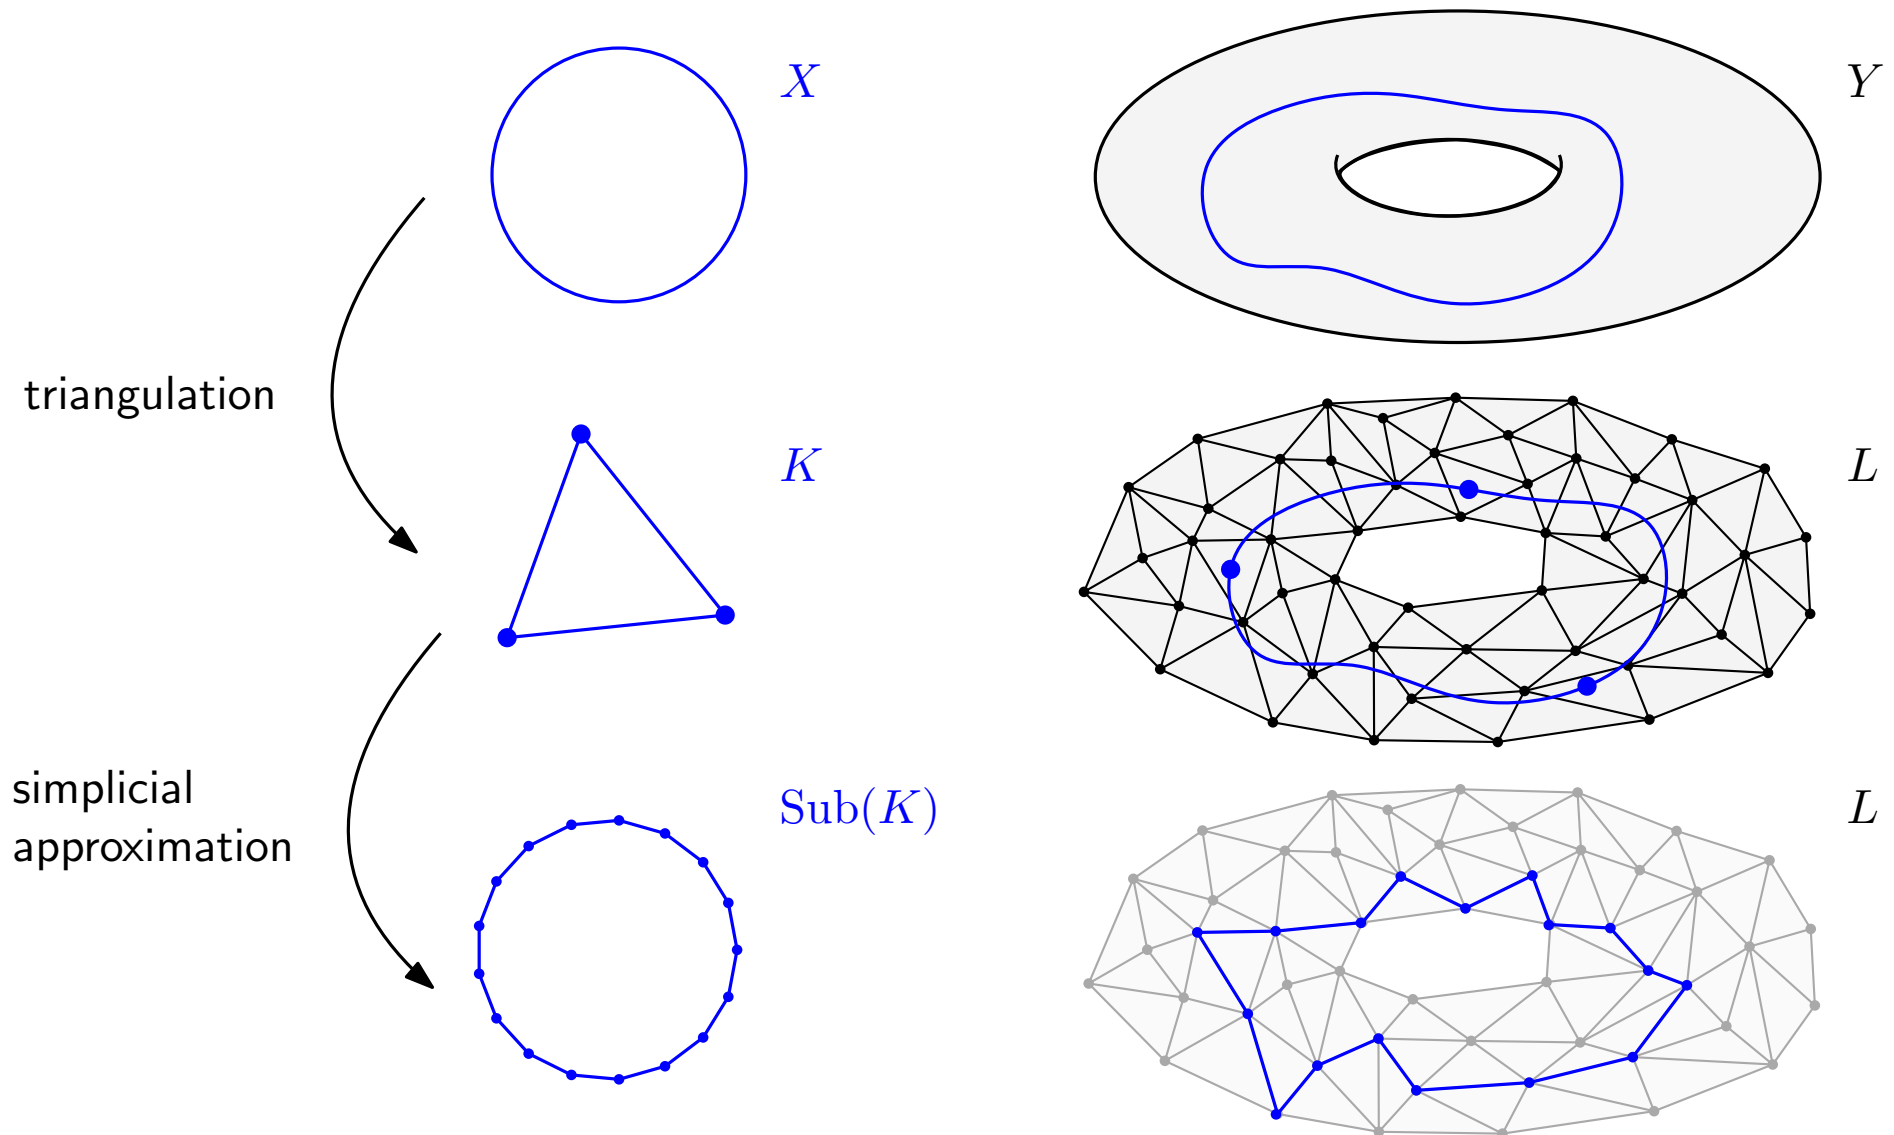 X
Y
triangulation
K
L
simplicial
approximation
Sub(K)
L